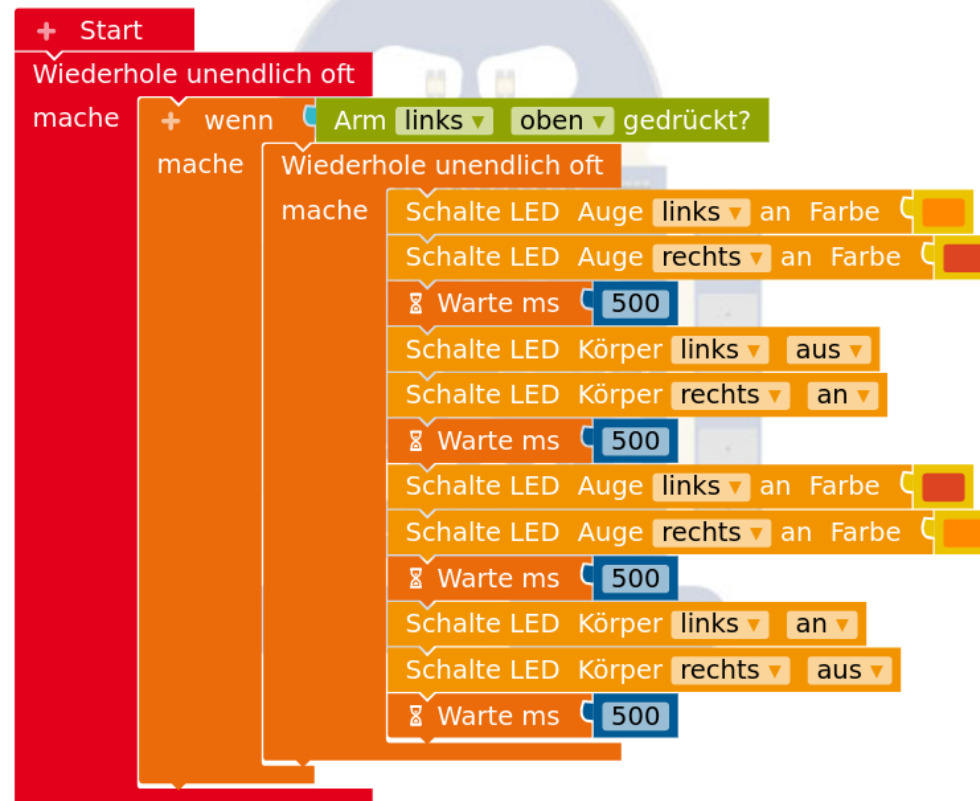 + Start
Wiederhole unendlich oft
mache + wenn Arm links ▾ oben ▾ gedrückt?
mache Wiederhole unendlich oft
mache Schalte LED Auge links ▾ an Farbe
Schalte LED Auge rechts ▾ an Farbe
Warte ms 500
Schalte LED Körper links ▾ aus ▾
Schalte LED Körper rechts ▾ an ▾
Warte ms 500
Schalte LED Auge links ▾ an Farbe
Schalte LED Auge rechts ▾ an Farbe
Warte ms 500
Schalte LED Körper links ▾ an ▾
Schalte LED Körper rechts ▾ aus ▾
Warte ms 500